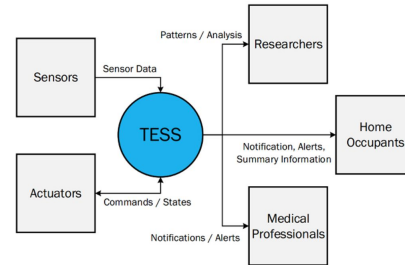 Patterns / Analysis
Researchers
Sensors
Sensor Data
TESS
Home
Occupants
Notification, Alerts,
Summary Information
Actuators
Commands / States
Medical
Professionals
Notifications / Alerts